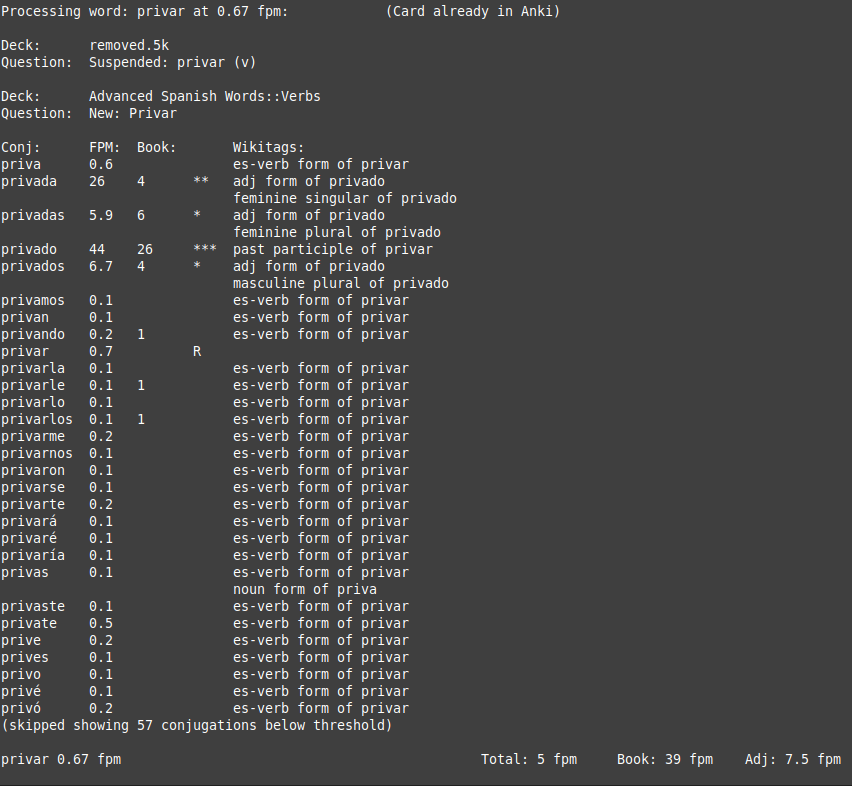 Processing word: privar at 0.67 fpm:            (Card already in Anki)
Deck:      removed.5k
Question:  Suspended: privar (v)
Deck:      Advanced Spanish Words::Verbs
Question:  New: Privar
Conj:      FPM:  Book:       Wikitags:
priva      0.6               es-verb form of privar
privada    26    4      **   adj form of privado
                             feminine singular of privado
privadas   5.9   6      *    adj form of privado
                             feminine plural of privado
privado    44    26     ***  past participle of privar
privados   6.7   4      *    adj form of privado
                             masculine plural of privado
privamos   0.1               es-verb form of privar
privan     0.1               es-verb form of privar
privando   0.2   1           es-verb form of privar
privar     0.7          R
privarla   0.1               es-verb form of privar
privarle   0.1   1           es-verb form of privar
privarlo   0.1               es-verb form of privar
privarlos  0.1   1           es-verb form of privar
privarme   0.2               es-verb form of privar
privarnos  0.1               es-verb form of privar
privaron   0.1               es-verb form of privar
privarse   0.1               es-verb form of privar
privarte   0.2               es-verb form of privar
privará    0.1               es-verb form of privar
privaré    0.1               es-verb form of privar
privaría   0.1               es-verb form of privar
privas     0.1               es-verb form of privar
                             noun form of priva
privaste   0.1               es-verb form of privar
private    0.5               es-verb form of privar
prive      0.2               es-verb form of privar
prives     0.1               es-verb form of privar
privo      0.1               es-verb form of privar
privé      0.1               es-verb form of privar
privó      0.2               es-verb form of privar
(skipped showing 57 conjugations below threshold)
privar 0.67 fpm                                             Total: 5 fpm     Book: 39 fpm    Adj: 7.5 fpm